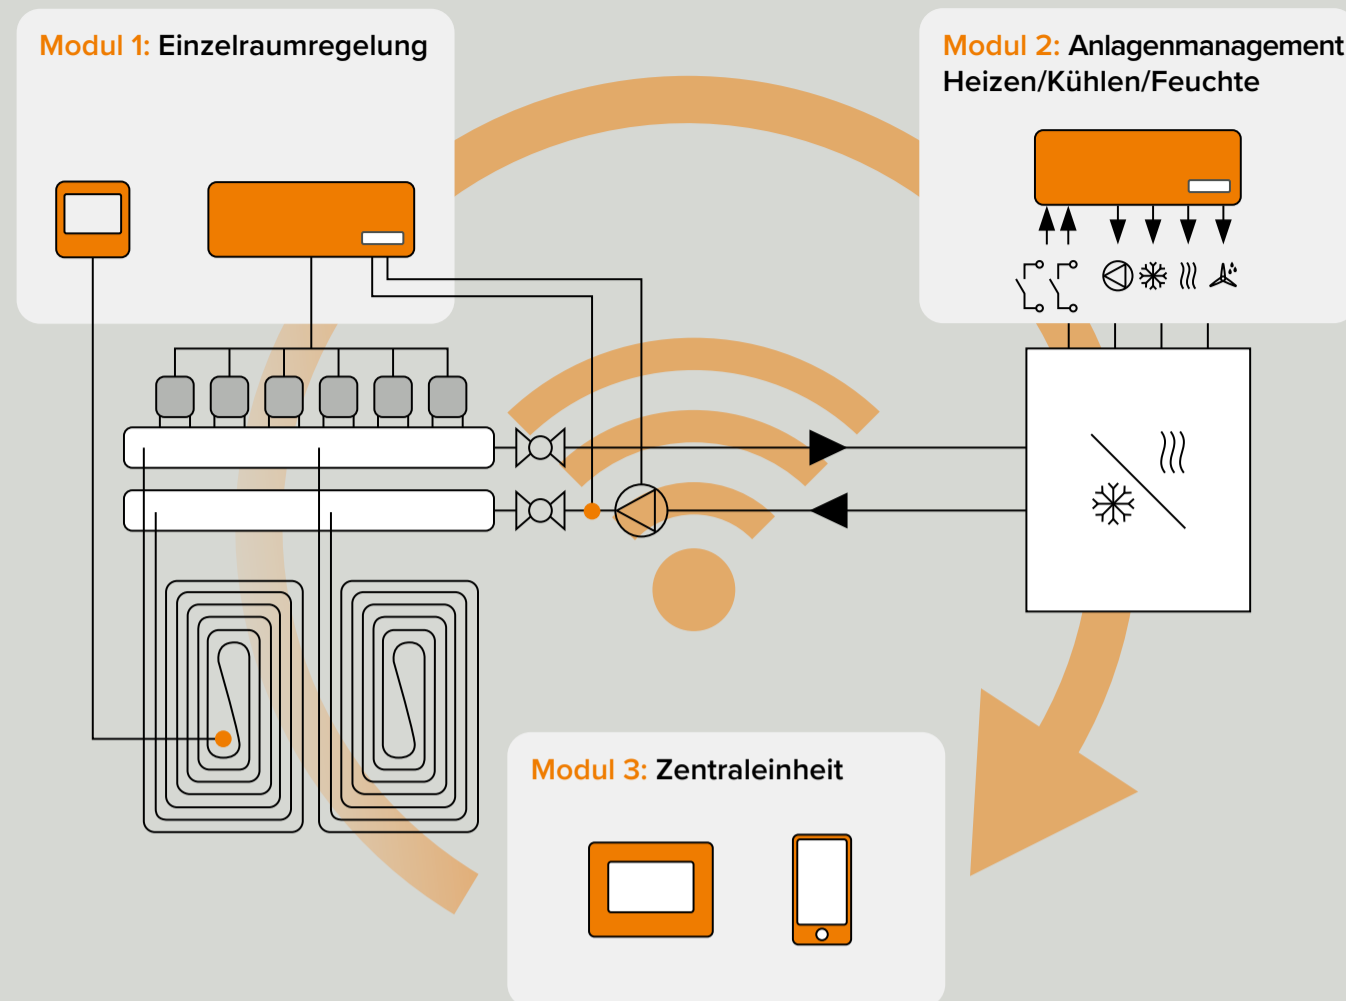 Modul 1: Einzelraumregelung
Modul 2: Anlagenmanagement
Heizen/Kühlen/Feuchte
Modul 3: Zentraleinheit